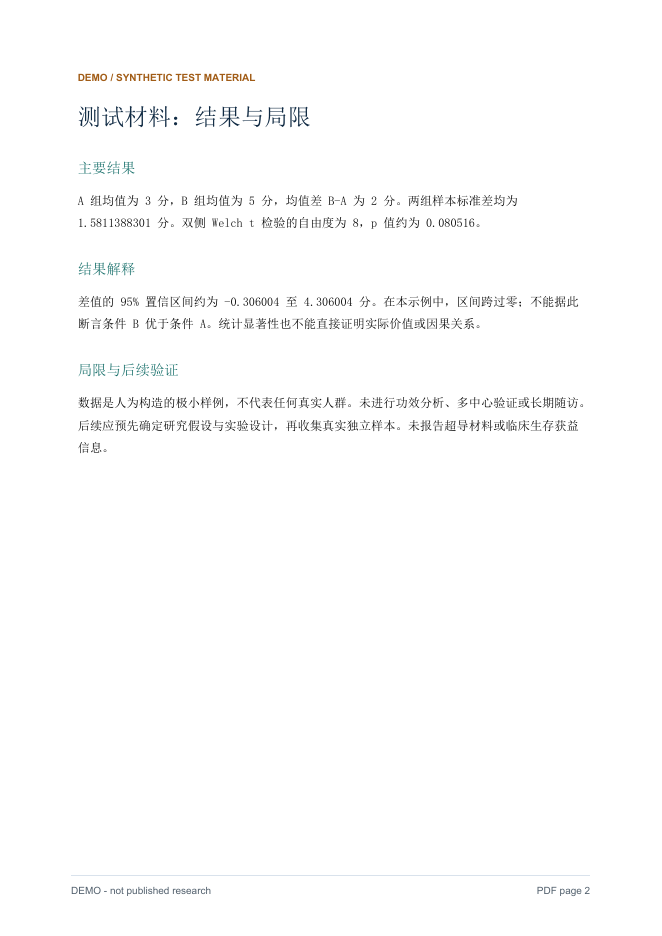 DEMO / SYNTHETIC TEST MATERIAL
测试材料：结果与局限
主要结果
A 组均值为 3 分，B 组均值为 5 分，均值差 B-A 为 2 分。两组样本标准差均为
1.5811388301 分。双侧 Welch t 检验的自由度为 8，p 值约为 0.080516。
结果解释
差值的 95% 置信区间约为 -0.306004 至 4.306004 分。在本示例中，区间跨过零；不能据此
断言条件 B 优于条件 A。统计显著性也不能直接证明实际价值或因果关系。
局限与后续验证
数据是人为构造的极小样例，不代表任何真实人群。未进行功效分析、多中心验证或长期随访。
后续应预先确定研究假设与实验设计，再收集真实独立样本。未报告超导材料或临床生存获益
信息。
DEMO - not published research
PDF page 2